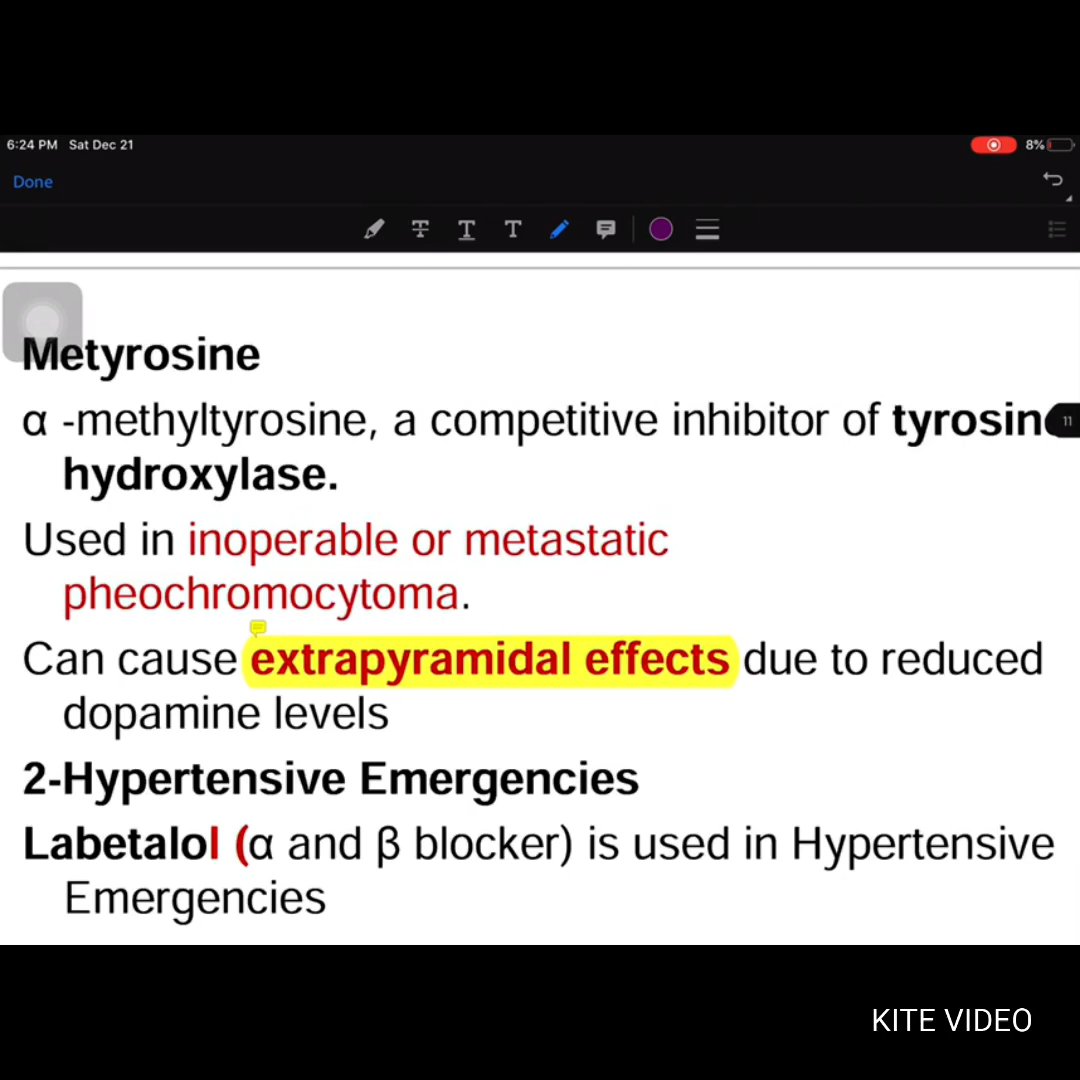 6:24 PM Sat Dec 21
8%
Done
T T T
Metyrosine
α -methyltyrosine, a competitive inhibitor of tyrosin
11
hydroxylase.
Used in inoperable or metastatic
pheochromocytoma.
Can cause extrapyramidal effects due to reduced
dopamine levels
2-Hypertensive Emergencies
Labetalol (α and β blocker) is used in Hypertensive
Emergencies
KITE VIDEO